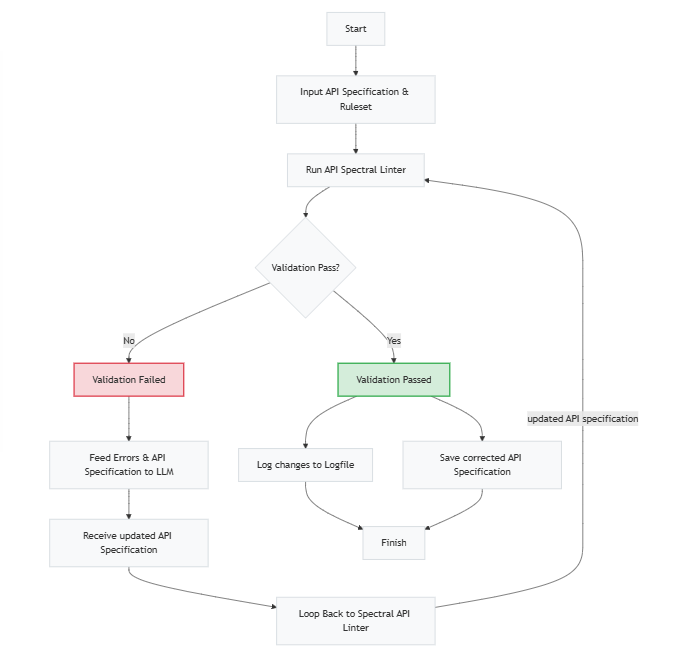 Start
Input API Specification &
Ruleset
Run API Spectral Linter
Validation Pass?
No
Yes
Validation Failed
Validation Passed
updated API specification
Feed Errors & API
Specification to LLM
Log changes to Logfile
Save corrected API
Specification
Receive updated API
Specification
Finish
Loop Back to Spectral API
Linter